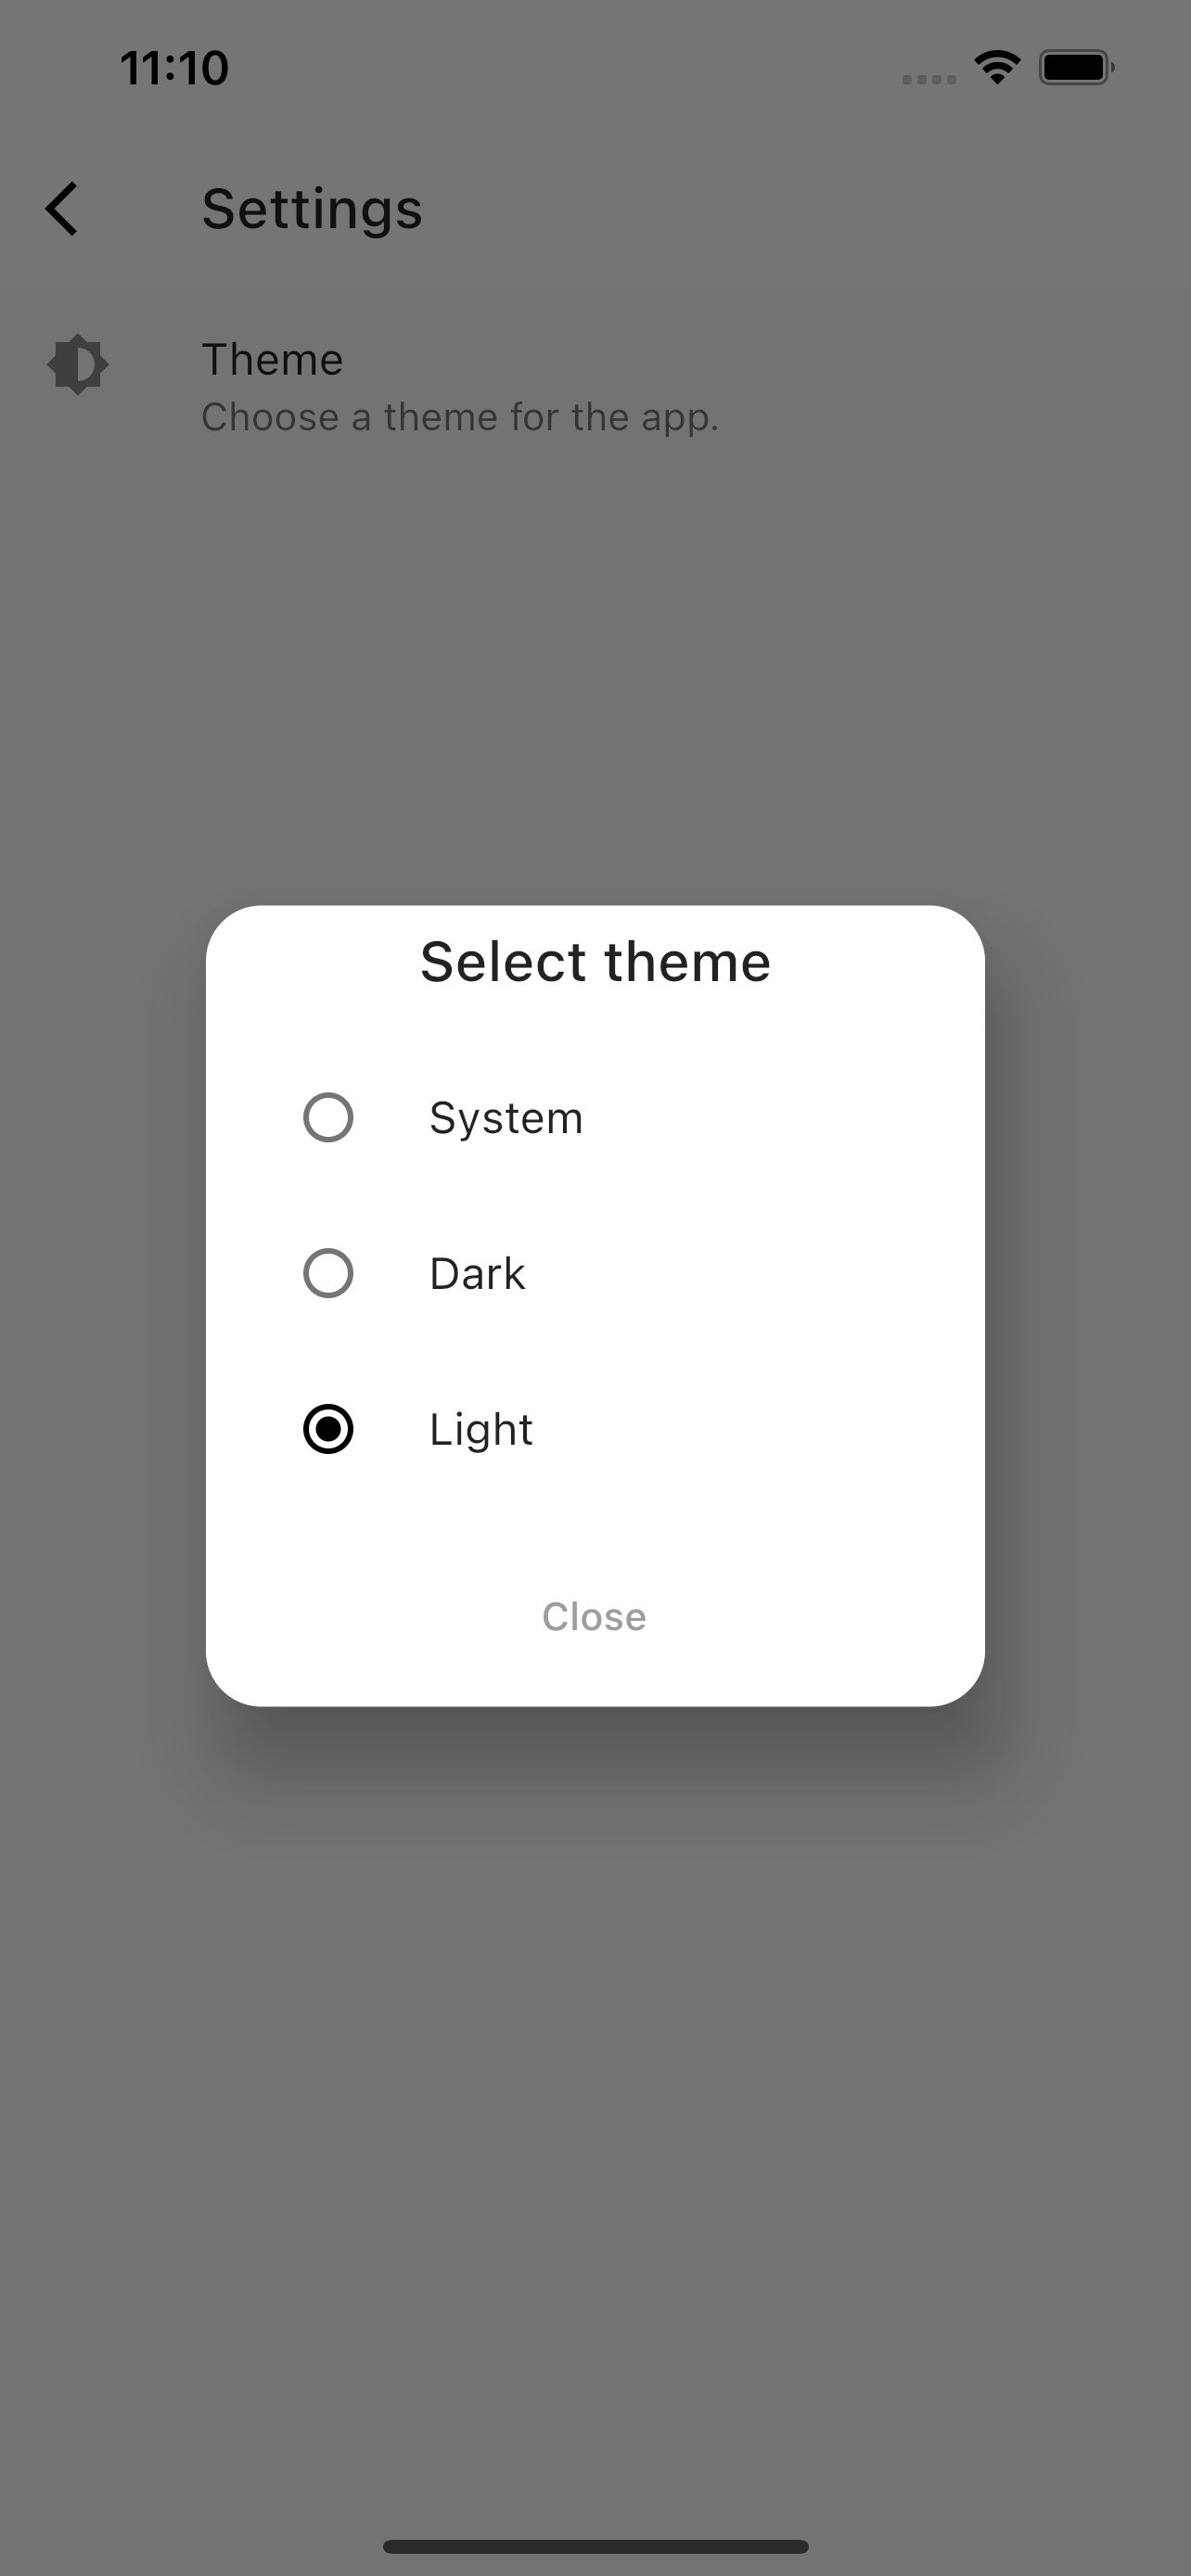 11:10
Settings
Theme
Choose a theme for the app.
Select theme
System
Dark
Light
Close